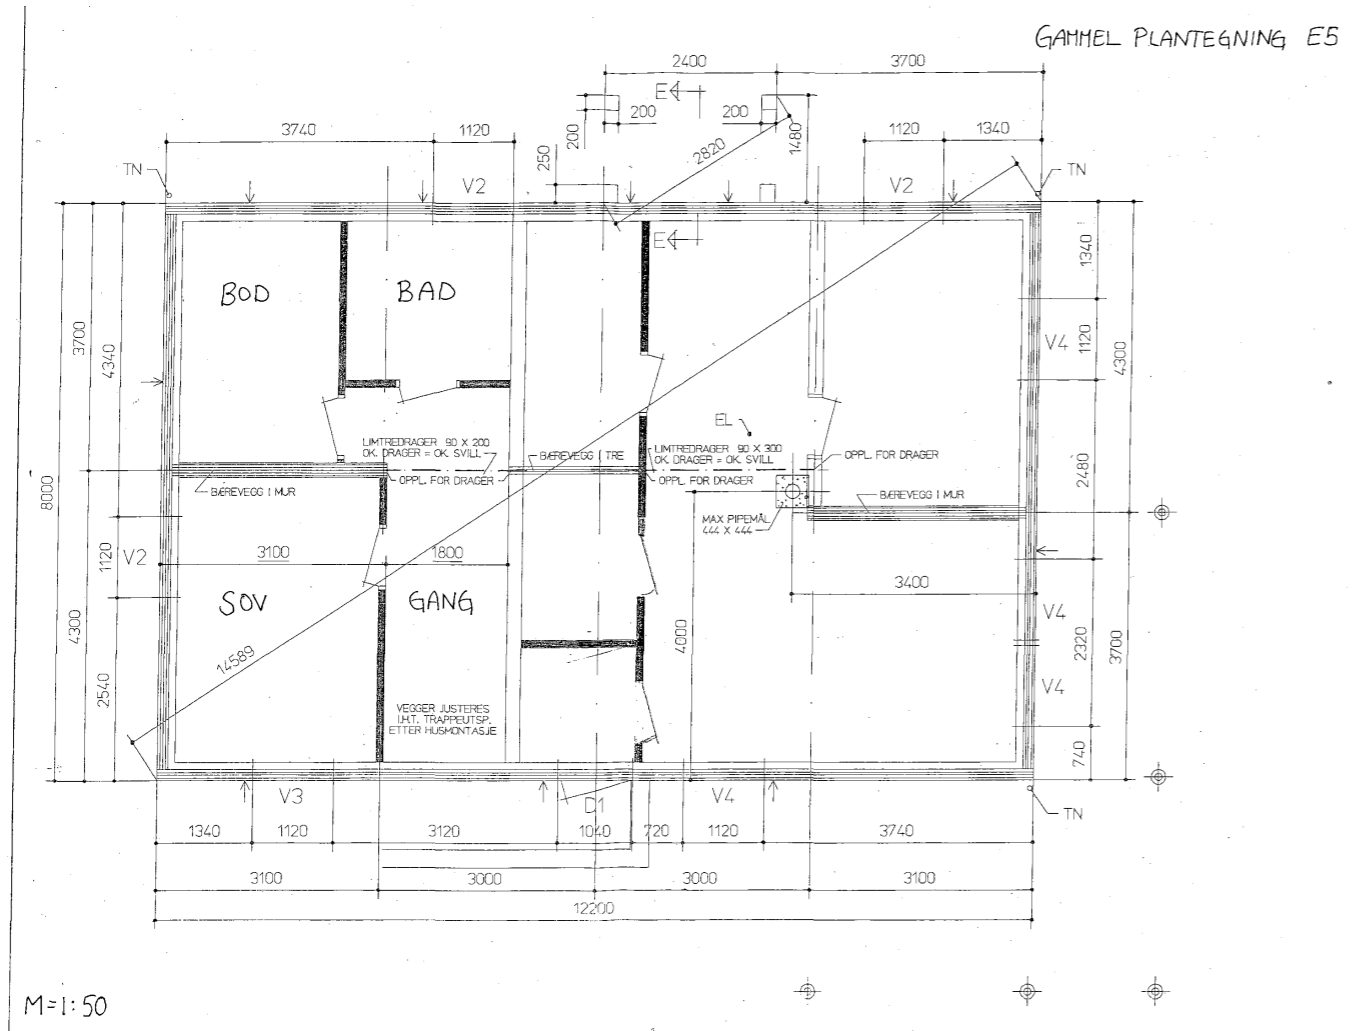 GAMMEL PLANTEGNING E5
2400
3700
E
200
200
200
3740
1120
250
2820
1480
1120
1340
TN
V2
V2
TN
E
BOD
BAD
1340
3700
4340
V4
1120
4300
EL
LIMTREDRAGER 90 X 200
OK. DRAGER = OK. SVILL
BÆREVEGG I TRE
LIMTREDRAGER 90 X 300
OK. DRAGER = OK. SVILL
OPPL. FOR DRAGER
OPPL. FOR DRAGER
OPPL. FOR DRAGER
8000
BÆREVEGG I MUR
2480
BÆREVEGG I MUR
MAX PIPEMÅL
444 X 444
1120
V2
3100
1800
3400
SOV
GANG
V4
4300
4000
2320
3700
14589
2540
V4
VEGGER JUSTERES
I.H.T. TRAPPEUTSP.
ETTER HUSMONTASJE
740
V3
D1
V4
TN
1340
1120
3120
1040
720
1120
3740
3100
3000
3000
3100
12200
M=1:50